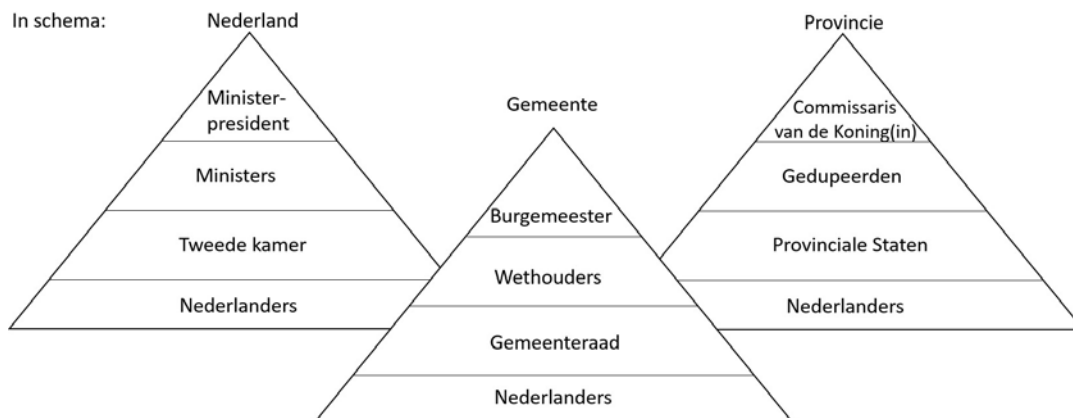 In schema:
Nederland
Minister-
president
Ministers
Tweede kamer
Nederlanders
Gemeente
Burgemeester
Wethouders
Gemeenteraad
Nederlanders
Provincie
Commissaris
van de Koning(in)
Gedupeerden
Provinciale Staten
Nederlanders